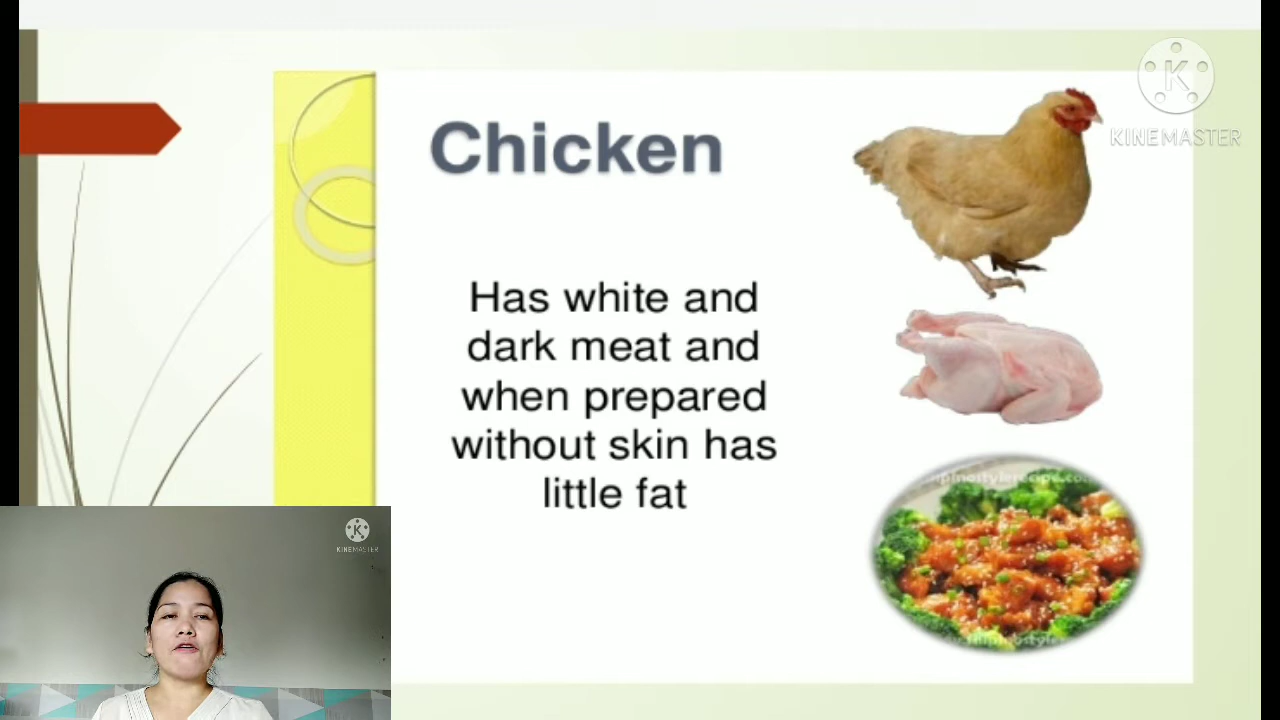 KINEMASTER
Chicken
Has white and
dark meat and
when prepared
without skin has
little fat
KINEMASTER